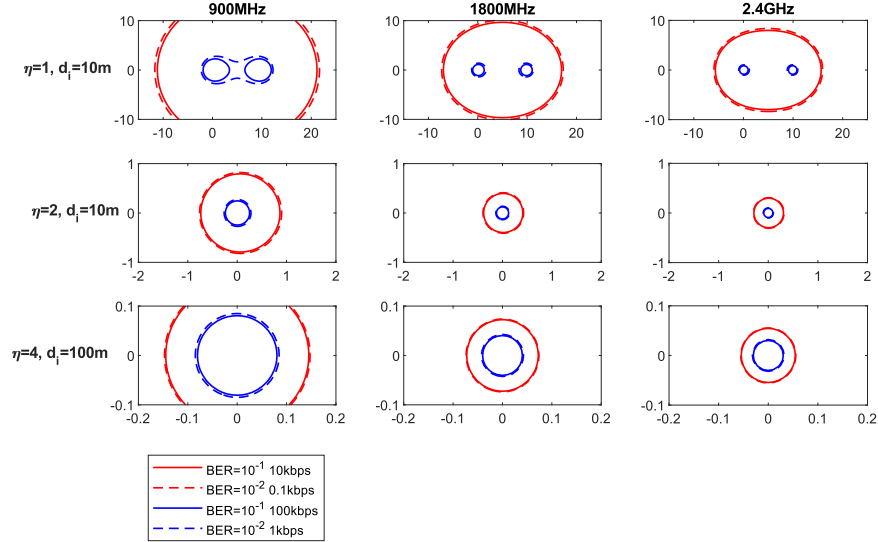 900MHz 1800MHz 2.4GHz
η=1, di=10m
10 0 -10 -10 0 10 20
10 0 -10 0 10 20
10 0 -10 0 10 20
η=2, di=10m
1 0 -1 -2 -1 0 1 2
1 0 -1 -2 -1 0 1 2
1 0 -1 -2 -1 0 1 2
η=4, di=100m
0.1 0 -0.1 -0.2 -0.1 0 0.1 0.2
0.1 0 -0.1 -0.2 -0.1 0 0.1 0.2
0.1 0 -0.1 -0.2 -0.1 0 0.1 0.2
BER=10^-1 10kbps
BER=10^-2 0.1kbps
BER=10^-1 100kbps
BER=10^-2 1kbps